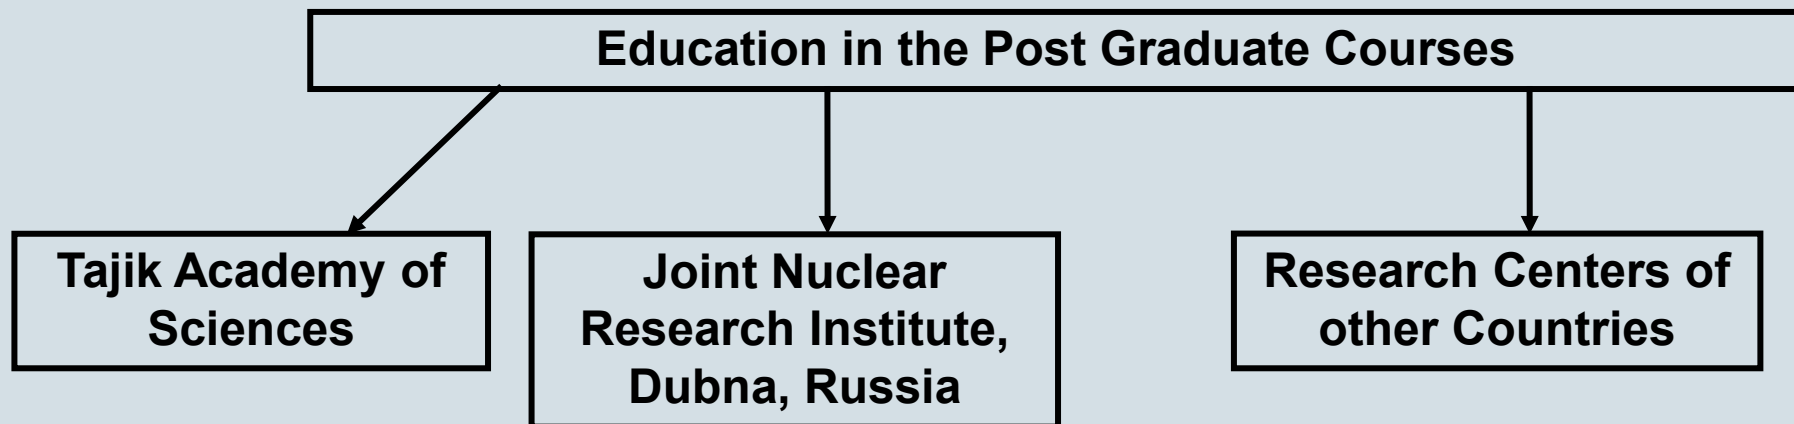 Education in the Post Graduate Courses
Tajik Academy of
Sciences
Joint Nuclear
Research Institute,
Dubna, Russia
Research Centers of
other Countries